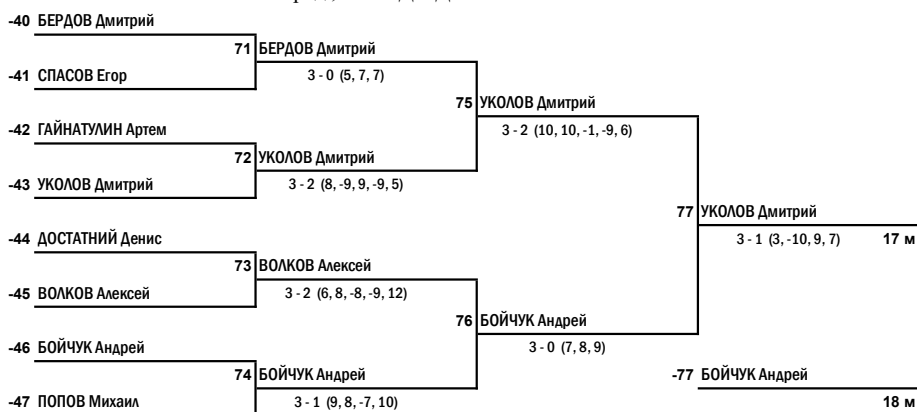 -40 БЕРДОВ Дмитрий
71 БЕРДОВ Дмитрий
-41 СПАСОВ Егор
3 - 0 (5, 7, 7)
75 УКОЛОВ Дмитрий
-42 ГАЙНАТУЛИН Артем
3 - 2 (10, 10, -1, -9, 6)
72 УКОЛОВ Дмитрий
-43 УКОЛОВ Дмитрий
3 - 2 (8, -9, 9, -9, 5)
77 УКОЛОВ Дмитрий
-44 ДОСТАТНИЙ Денис
3 - 1 (3, -10, 9, 7) 17 м
73 ВОЛКОВ Алексей
-45 ВОЛКОВ Алексей
3 - 2 (6, 8, -8, -9, 12)
76 БОЙЧУК Андрей
-46 БОЙЧУК Андрей
3 - 0 (7, 8, 9)
74 БОЙЧУК Андрей
-77 БОЙЧУК Андрей
-47 ПОПОВ Михаил
3 - 1 (9, 8, -7, 10)
18 м